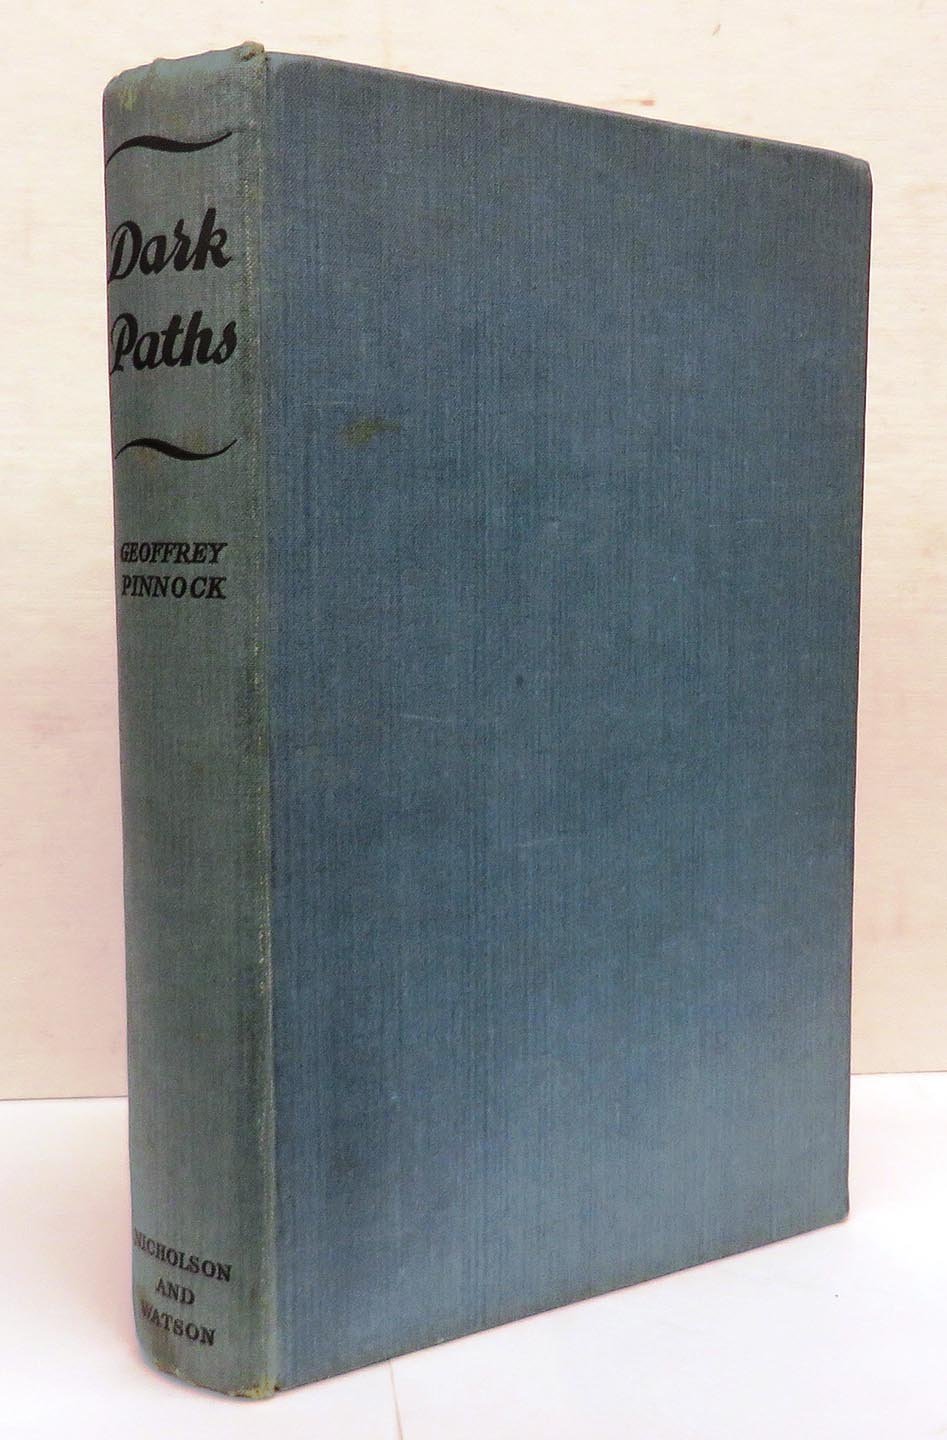 Dark
Paths
GEOFFREY
PINNOCK
NICHOLSON
AND
WATSON